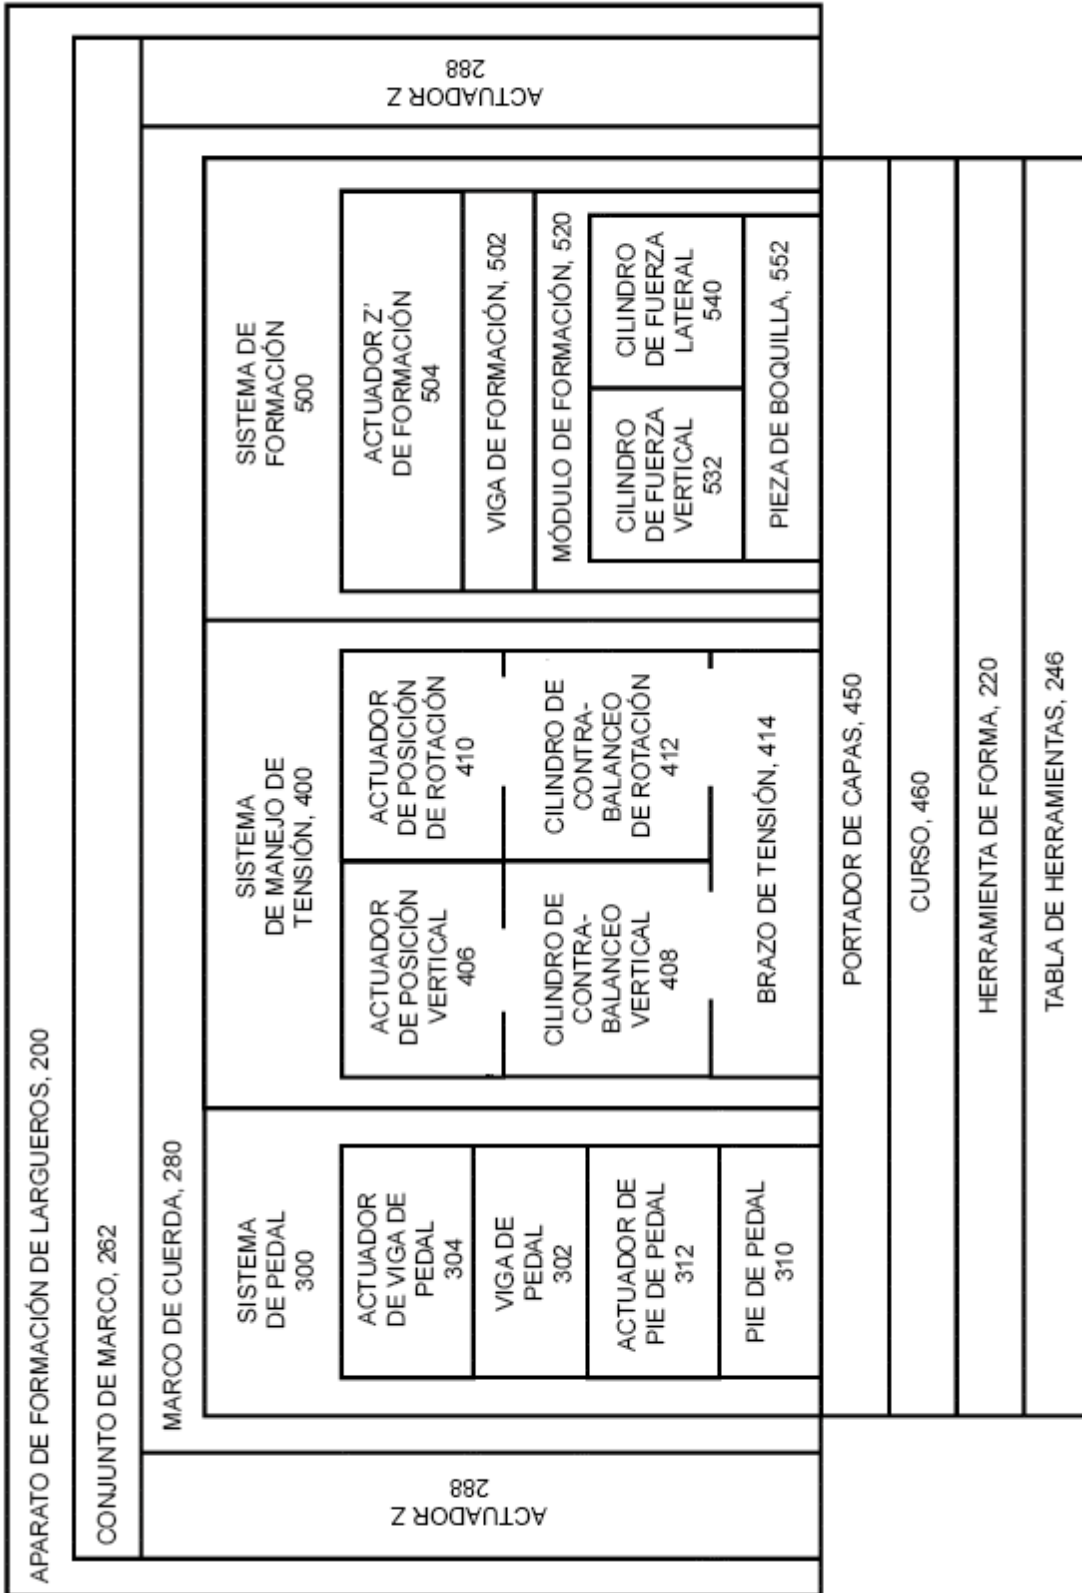 APARATO DE FORMACIÓN DE LARGUEROS, 200
CONJUNTO DE MARCO, 262
MARCO DE CUERDA, 280
ACTUADOR Z
288
SISTEMA
DE PEDAL
300
ACTUADOR
DE VIGA DE
PEDAL
304
VIGA DE
PEDAL
302
ACTUADOR DE
PIE DE PEDAL
312
PIE DE PEDAL
310
SISTEMA
DE MANEJO DE
TENSIÓN, 400
ACTUADOR
DE POSICIÓN
VERTICAL
406
ACTUADOR
DE POSICIÓN
DE ROTACIÓN
410
CILINDRO DE
CONTRA-
BALANCEO
VERTICAL
408
CILINDRO DE
CONTRA-
BALANCEO
DE ROTACIÓN
412
BRAZO DE TENSIÓN, 414
SISTEMA DE
FORMACIÓN
500
ACTUADOR Z'
DE FORMACIÓN
504
VIGA DE FORMACIÓN, 502
MÓDULO DE FORMACIÓN, 520
CILINDRO
DE FUERZA
VERTICAL
532
CILINDRO
DE FUERZA
LATERAL
540
PIEZA DE BOQUILLA, 552
ACTUADOR Z
288
PORTADOR DE CAPAS, 450
CURSO, 460
HERRAMIENTA DE FORMA, 220
TABLA DE HERRAMIENTAS, 246